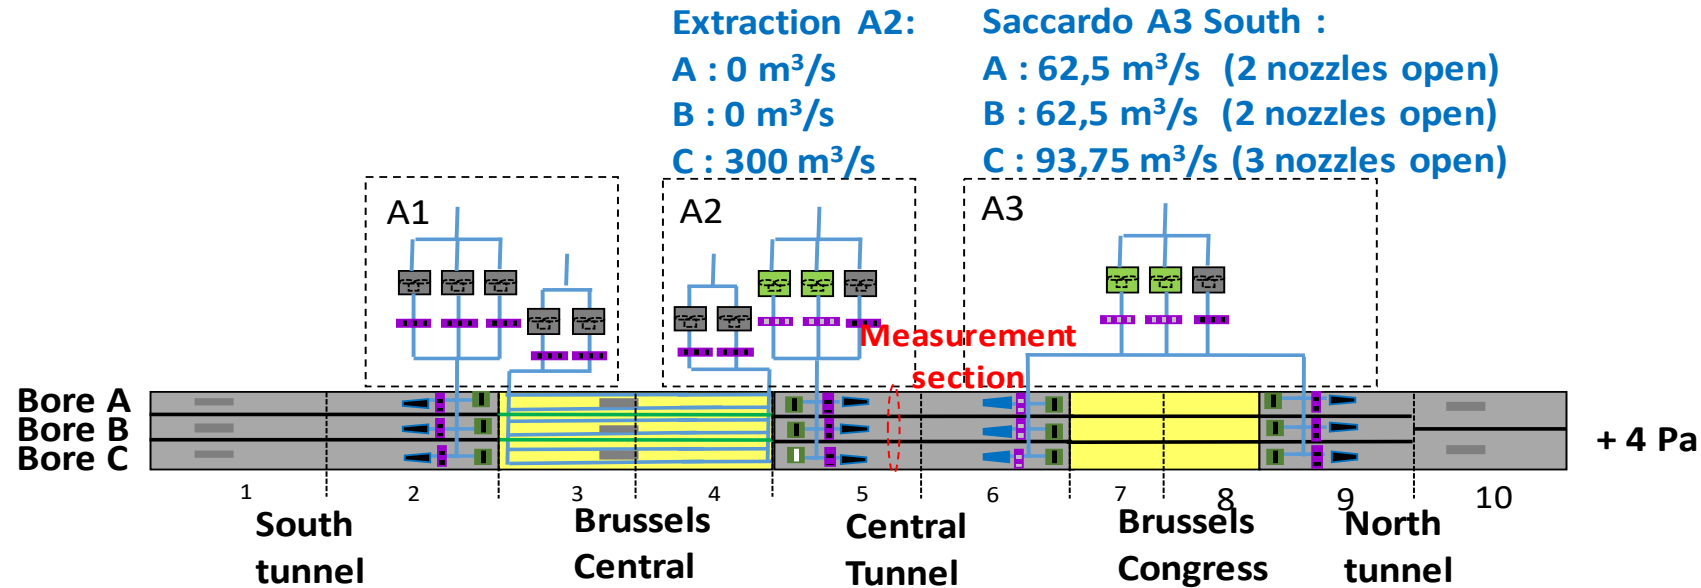 Extraction A2:
A : 0 m³/s
B : 0 m³/s
C : 300 m³/s
Saccardo A3 South :
A : 62,5 m³/s (2 nozzles open)
B : 62,5 m³/s (2 nozzles open)
C : 93,75 m³/s (3 nozzles open)
A1
A2
A3
Measurement
section
Bore A
Bore B
Bore C
+ 4 Pa
1
2
3
4
5
6
7
8
9
10
South
tunnel
Brussels
Central
Central
Tunnel
Brussels
Congress
North
tunnel